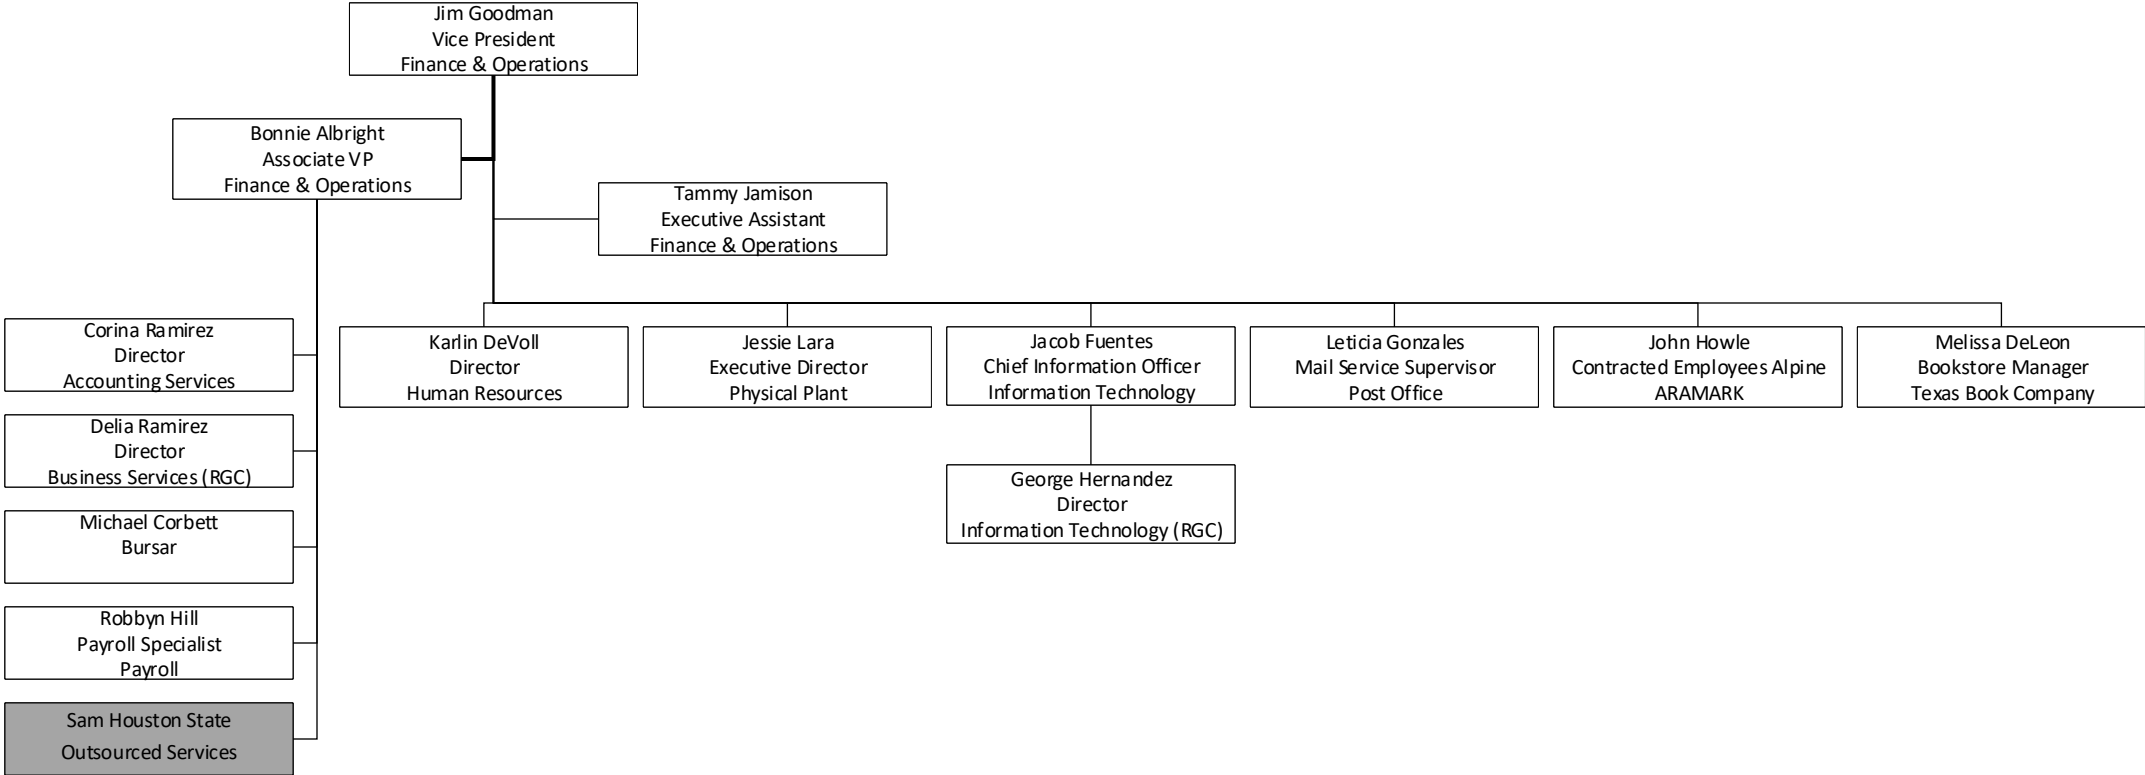 Jim Goodman
Vice President
Finance & Operations
Bonnie Albright
Associate VP
Finance & Operations
Tammy Jamison
Executive Assistant
Finance & Operations
Corina Ramirez
Director
Accounting Services
Delia Ramirez
Director
Business Services (RGC)
Michael Corbett
Bursar
Robbyn Hill
Payroll Specialist
Payroll
Sam Houston State
Outsourced Services
Karlin DeVoll
Director
Human Resources
Jessie Lara
Executive Director
Physical Plant
Jacob Fuentes
Chief Information Officer
Information Technology
George Hernandez
Director
Information Technology (RGC)
Leticia Gonzales
Mail Service Supervisor
Post Office
John Howle
Contracted Employees Alpine
ARAMARK
Melissa DeLeon
Bookstore Manager
Texas Book Company